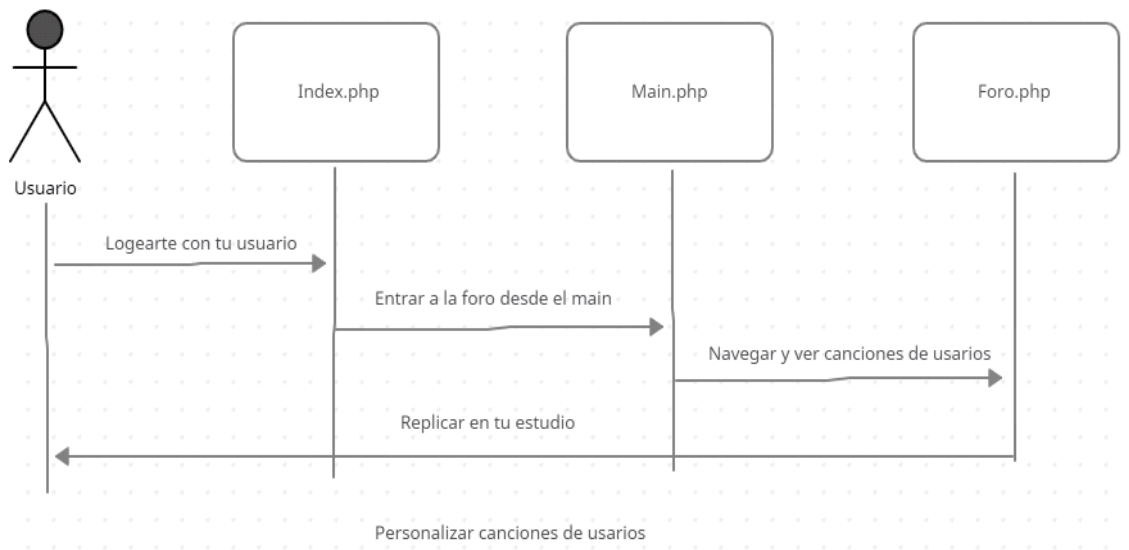 Index.php
Main.php
Foro.php
Usuario
Logearte con tu usuario
Entrar a la foro desde el main
Navegar y ver canciones de usarios
Replicar en tu estudio
Personalizar canciones de usarios